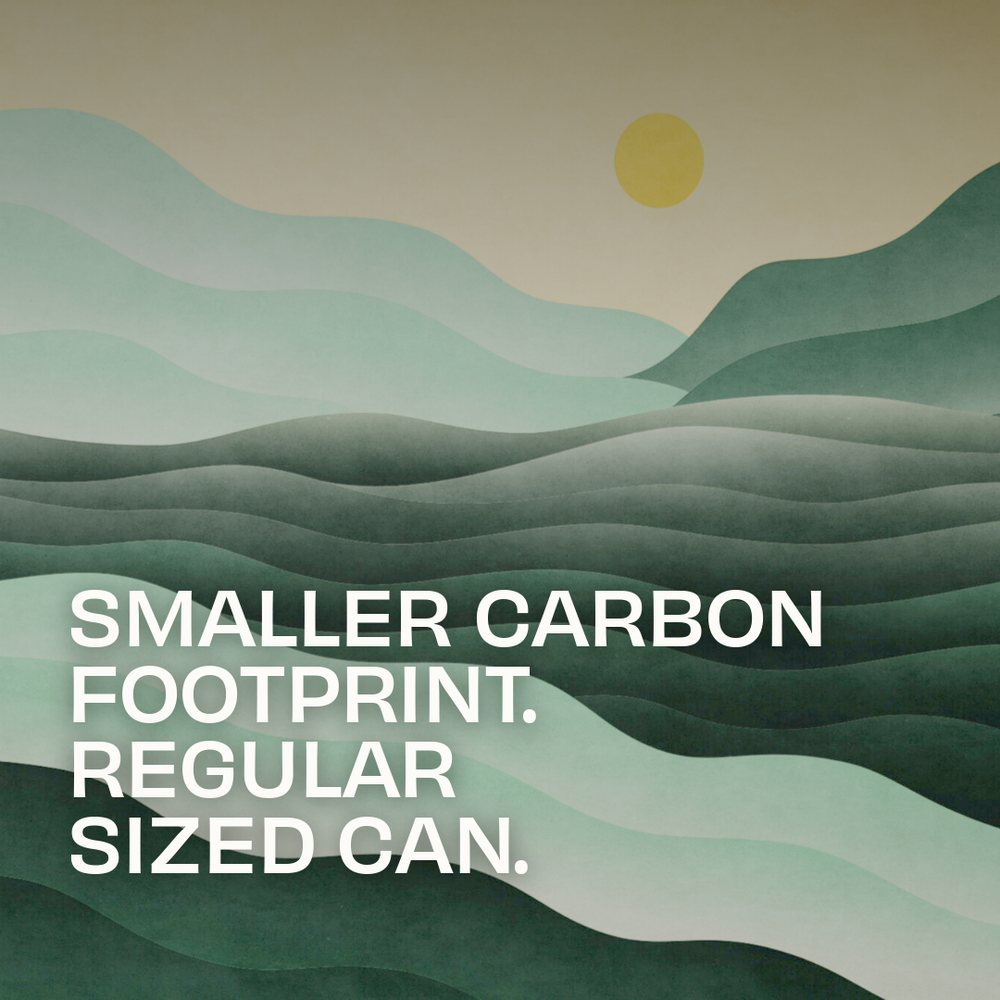 SMALLER CARBON
FOOTPRINT.
REGULAR
SIZED CAN.